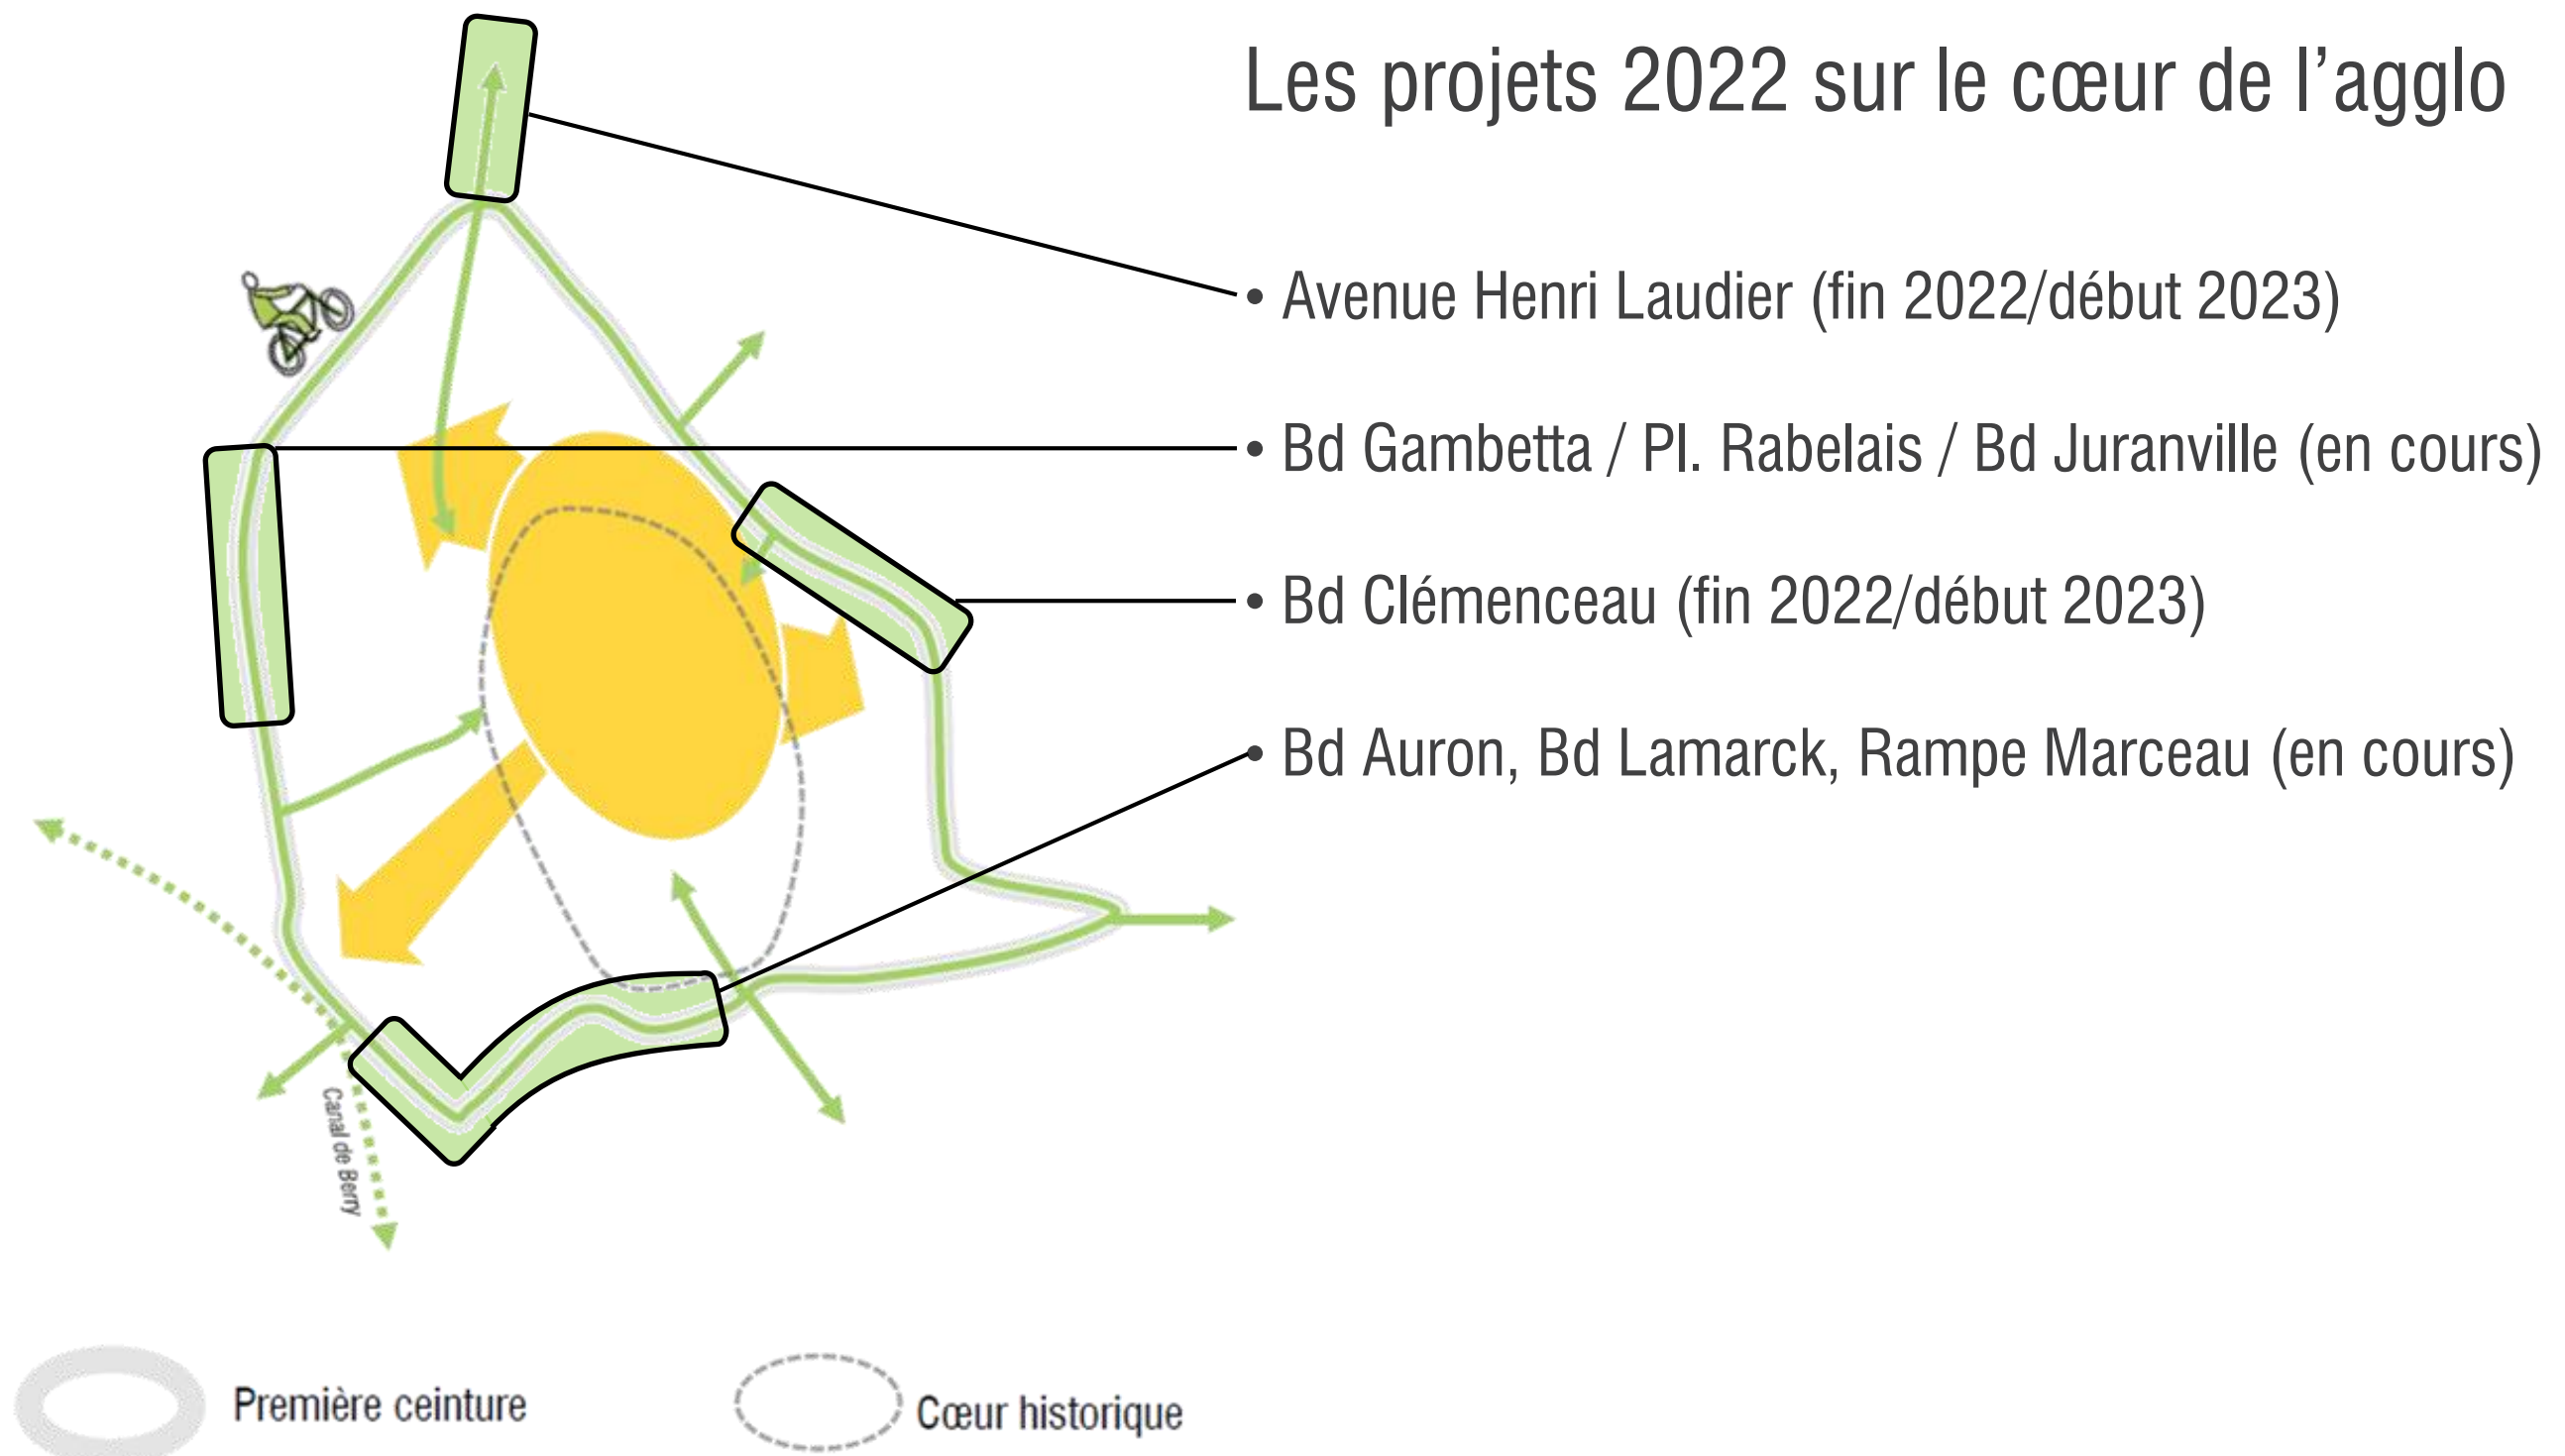 Les projets 2022 sur le cœur de l’agglo
• Avenue Henri Laudier (fin 2022/début 2023)
• Bd Gambetta / Pl. Rabelais / Bd Juranville (en cours)
• Bd Clémenceau (fin 2022/début 2023)
• Bd Auron, Bd Lamarck, Rampe Marceau (en cours)
Canal de Berry
Première ceinture
Cœur historique